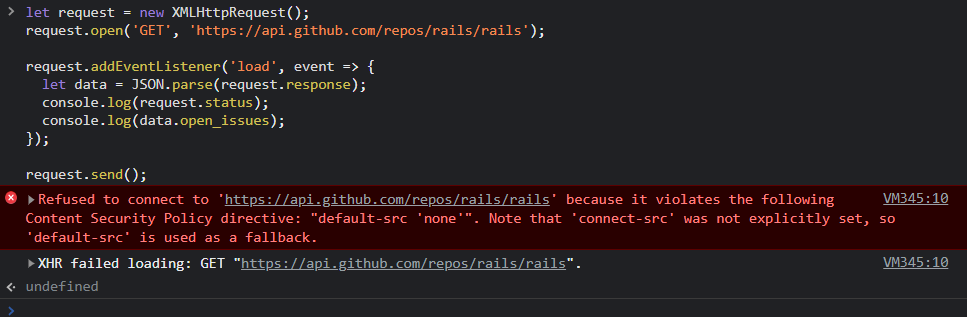 let request = new XMLHttpRequest();
request.open('GET', 'https://api.github.com/repos/rails/rails');
request.addEventListener('load', event => {
let data = JSON.parse(request.response);
console.log(request.status);
console.log(data.open_issues);
});
request.send();
Refused to connect to 'https://api.github.com/repos/rails/rails' because it violates the following VM345:10
Content Security Policy directive: "default-src 'none'". Note that 'connect-src' was not explicitly set, so
'default-src' is used as a fallback.
XHR failed loading: GET "https://api.github.com/repos/rails/rails". VM345:10
undefined